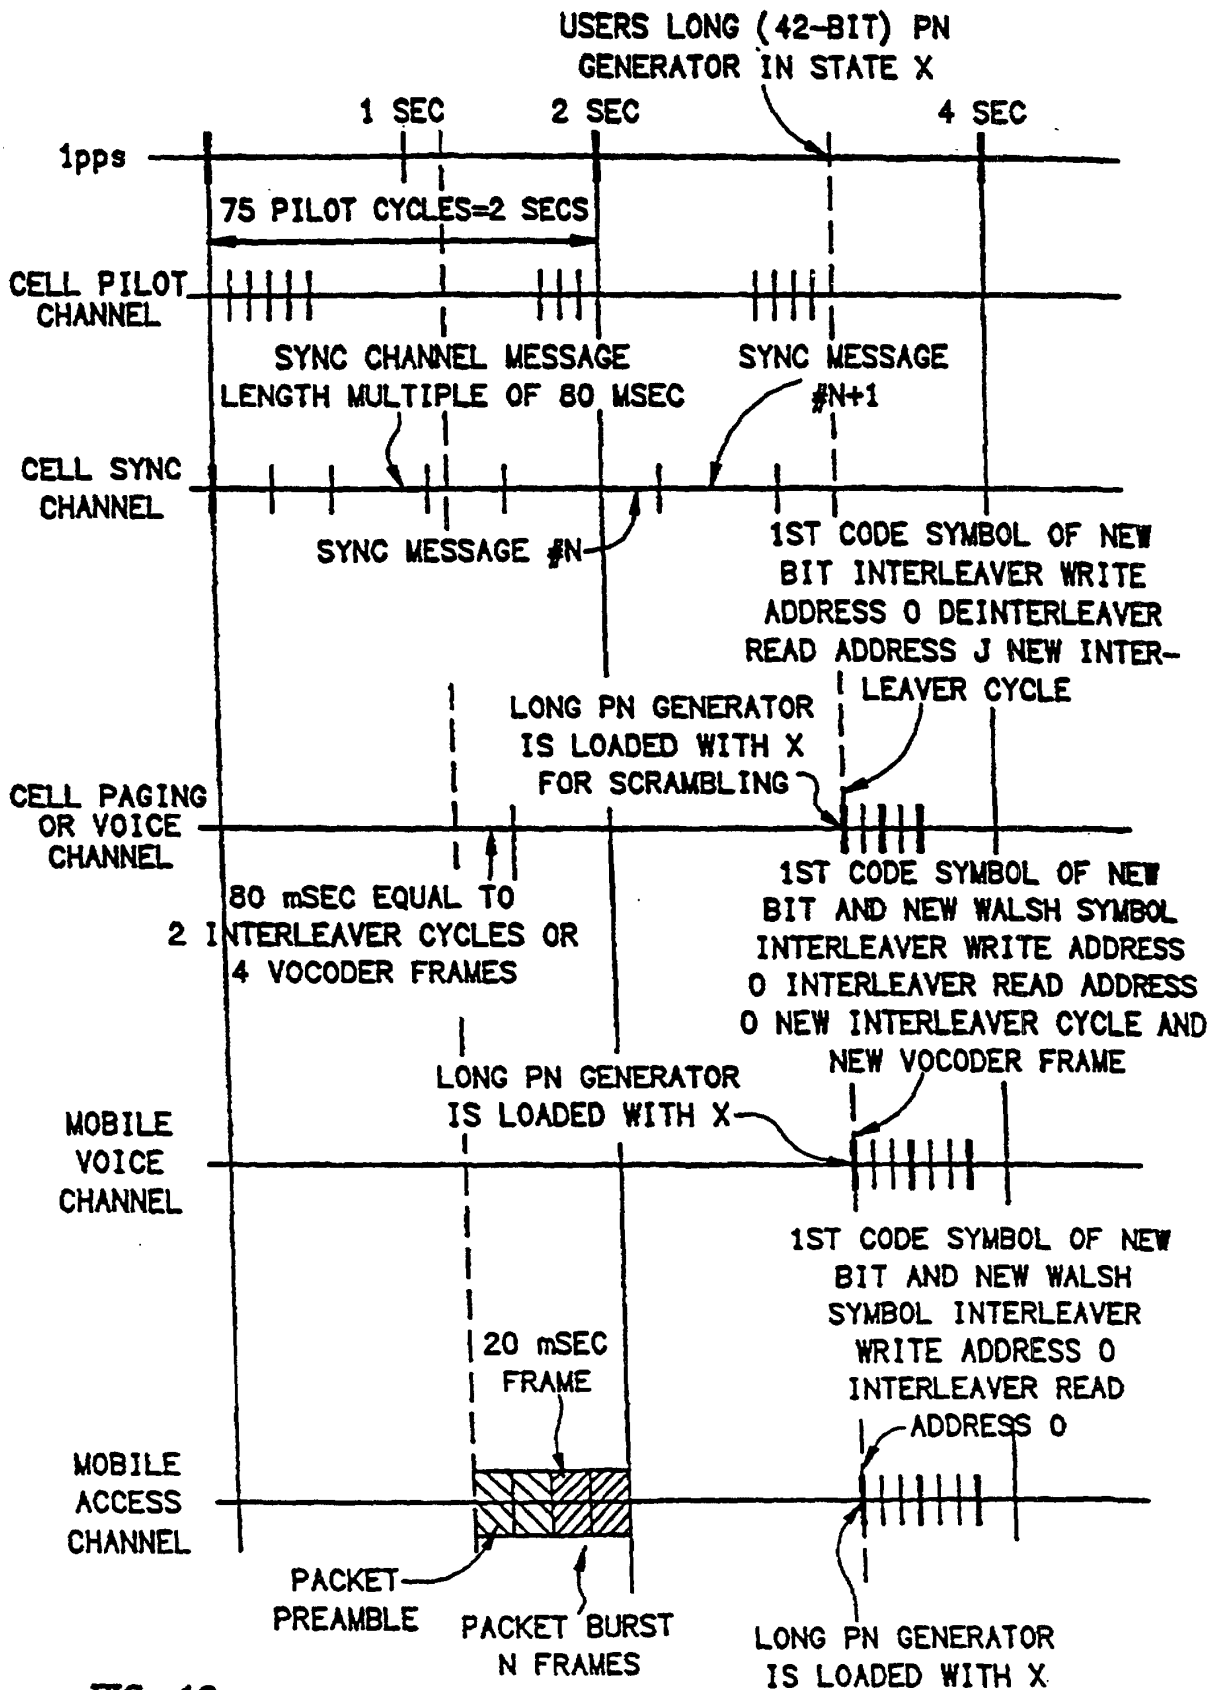 USERS LONG (42-BIT) PN
GENERATOR IN STATE X
1 SEC
2 SEC
4 SEC
1pps
75 PILOT CYCLES=2 SECS
CELL PILOT
CHANNEL
SYNC CHANNEL MESSAGE
LENGTH MULTIPLE OF 80 MSEC
SYNC MESSAGE
#N+1
CELL SYNC
CHANNEL
SYNC MESSAGE #N
1ST CODE SYMBOL OF NEW
BIT INTERLEAVER WRITE
ADDRESS 0 DEINTERLEAVER
READ ADDRESS J NEW INTER-
LEAVER CYCLE
LONG PN GENERATOR
IS LOADED WITH X
FOR SCRAMBLING
CELL PAGING
OR VOICE
CHANNEL
80 mSEC EQUAL TO
2 INTERLEAVER CYCLES OR
4 VOCODER FRAMES
1ST CODE SYMBOL OF NEW
BIT AND NEW WALSH SYMBOL
INTERLEAVER WRITE ADDRESS
0 INTERLEAVER READ ADDRESS
0 NEW INTERLEAVER CYCLE AND
NEW VOCODER FRAME
LONG PN GENERATOR
IS LOADED WITH X
MOBILE
VOICE
CHANNEL
1ST CODE SYMBOL OF NEW
BIT AND NEW WALSH
SYMBOL INTERLEAVER
WRITE ADDRESS 0
INTERLEAVER READ
ADDRESS 0
20 mSEC
FRAME
MOBILE
ACCESS
CHANNEL
PACKET
PREAMBLE
PACKET BURST
N FRAMES
LONG PN GENERATOR
IS LOADED WITH X